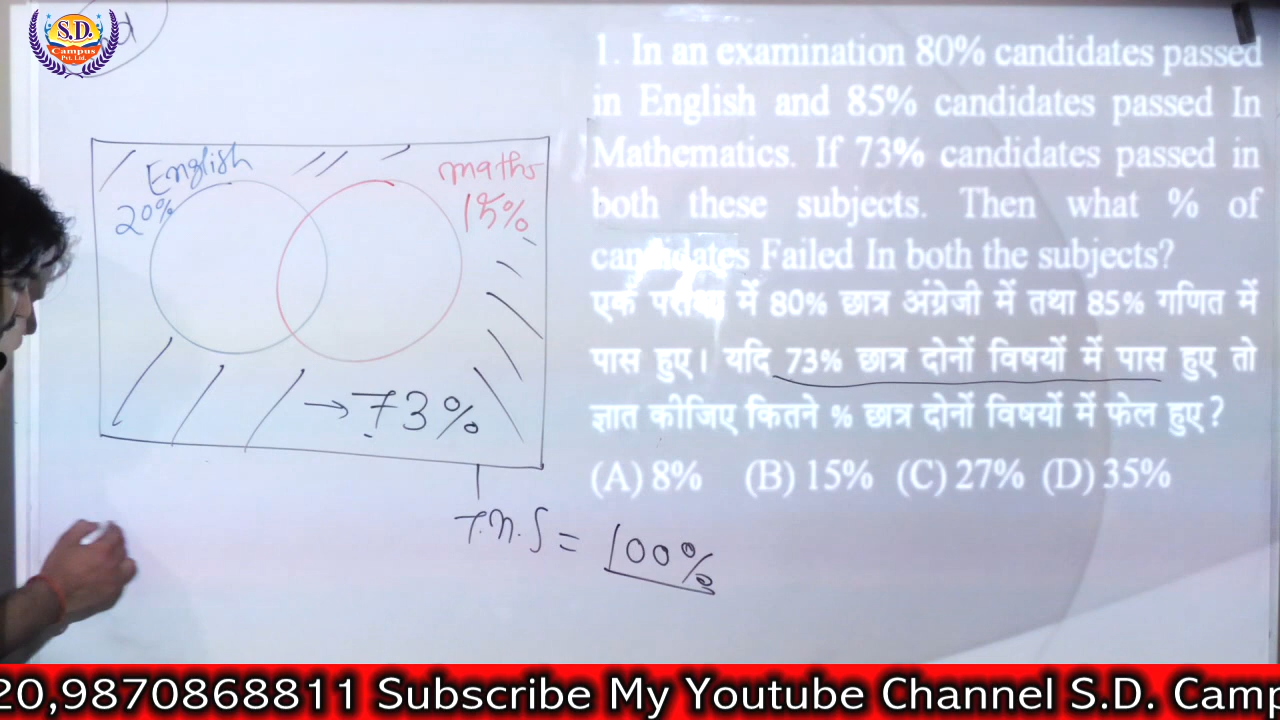 S.D.
Campus
Pvt. Ltd.
English
20%
maths
15%
→ 73%
T.N.S = 100%
1. In an examination 80% candidates passed
in English and 85% candidates passed In
Mathematics. If 73% candidates passed in
both these subjects. Then what % of
candidates Failed In both the subjects?
एक परीक्षा में 80% छात्र अंग्रेजी में तथा 85% गणित में
पास हुए। यदि 73% छात्र दोनों विषयों में पास हुए तो
ज्ञात कीजिए कितने % छात्र दोनों विषयों में फेल हुए?
(A) 8% (B) 15% (C) 27% (D) 35%
20,9870868811 Subscribe My Youtube Channel S.D. Camp